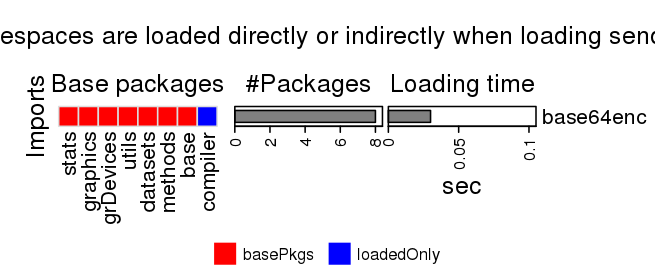 espaces are loaded directly or indirectly when loading send
Base packages #Packages Loading time
Imports
base64enc
0 2 4 6 8 0 0.05 0.1
stats graphics grDevices utils datasets methods base compiler
sec
basePkgs loadedOnly